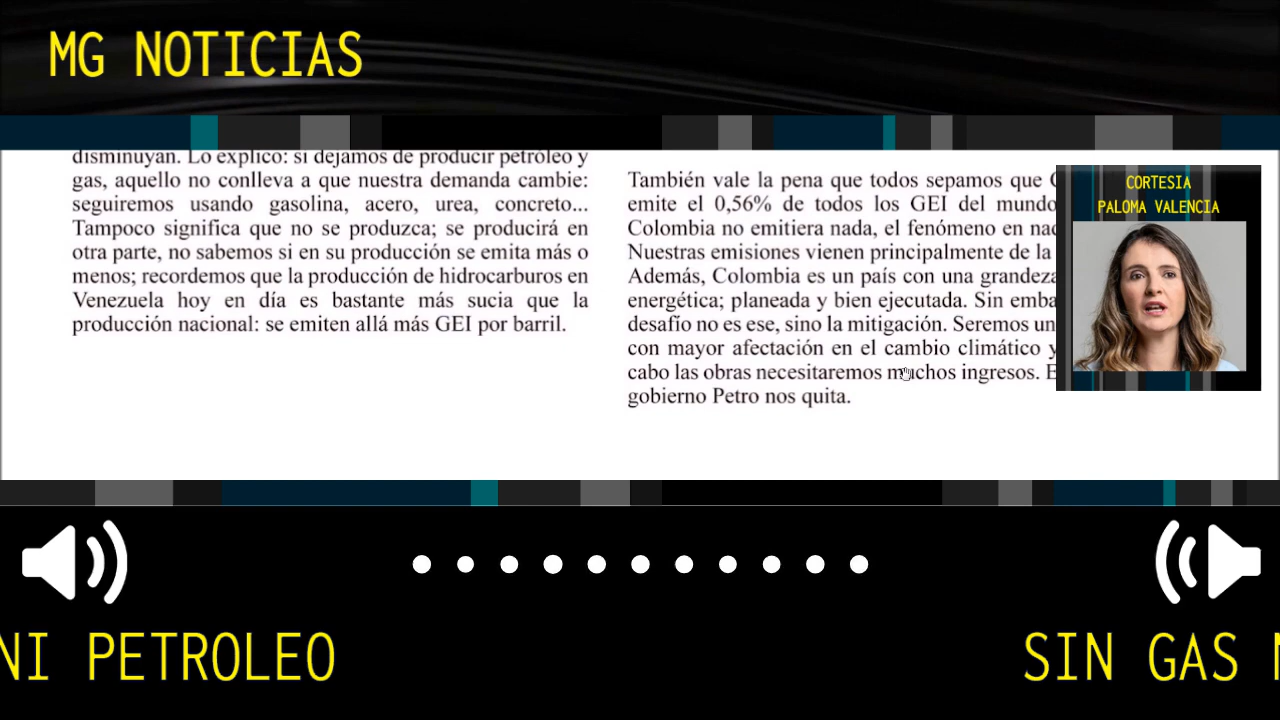 MG NOTICIAS
disminuyan. Lo explico: si dejamos de producir petróleo y
gas, aquello no conlleva a que nuestra demanda cambie:
seguiremos usando gasolina, acero, urea, concreto...
Tampoco significa que no se produzca; se producirá en
otra parte, no sabemos si en su producción se emita más o
menos; recordemos que la producción de hidrocarburos en
Venezuela hoy en día es bastante más sucia que la
producción nacional: se emiten allá más GEI por barril.
También vale la pena que todos sepamos que
emite el 0,56% de todos los GEI del mundo
Colombia no emitiera nada, el fenómeno en
Nuestras emisiones vienen principalmente de la
Además, Colombia es un país con una grandeza
energética; planeada y bien ejecutada. Sin
desafío no es ese, sino la mitigación. Seremos un
con mayor afectación en el cambio climático y
cabo las obras necesitaremos muchos ingresos.
gobierno Petro nos quita.
CORTESIA
PALOMA VALENCIA
NI PETROLEO
SIN GAS